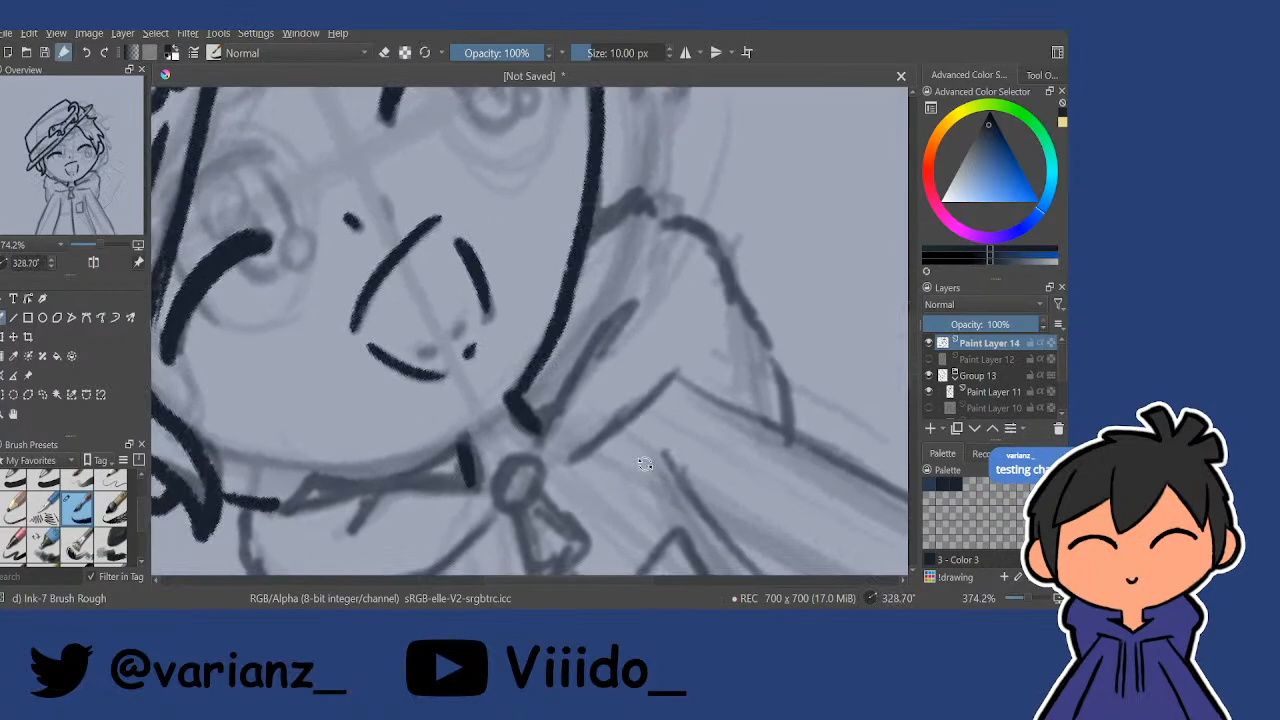 File Edit View Image Layer Select Filter Tools Settings Window Help
Normal
Opacity: 100%
Size: 10.00 px
[Not Saved] *
Overview
74.2%
328.70°
Brush Presets
My Favorites
Tag
Filter in Tag
Advanced Color S...
Tool O...
Advanced Color Selector
Layers
Normal
Opacity: 100%
Paint Layer 14
Paint Layer 12
Group 13
Paint Layer 11
Paint Layer 10
Palette
Palette
3 - Color 3
!drawing
varianz_
d) Ink-7 Brush Rough
RGB/Alpha (8-bit integer/channel) sRGB-elle-V2-srgbtrc.icc
REC
700 x 700 (17.0 MiB)
328.70°
374.2%
@varianz_
Viiido_